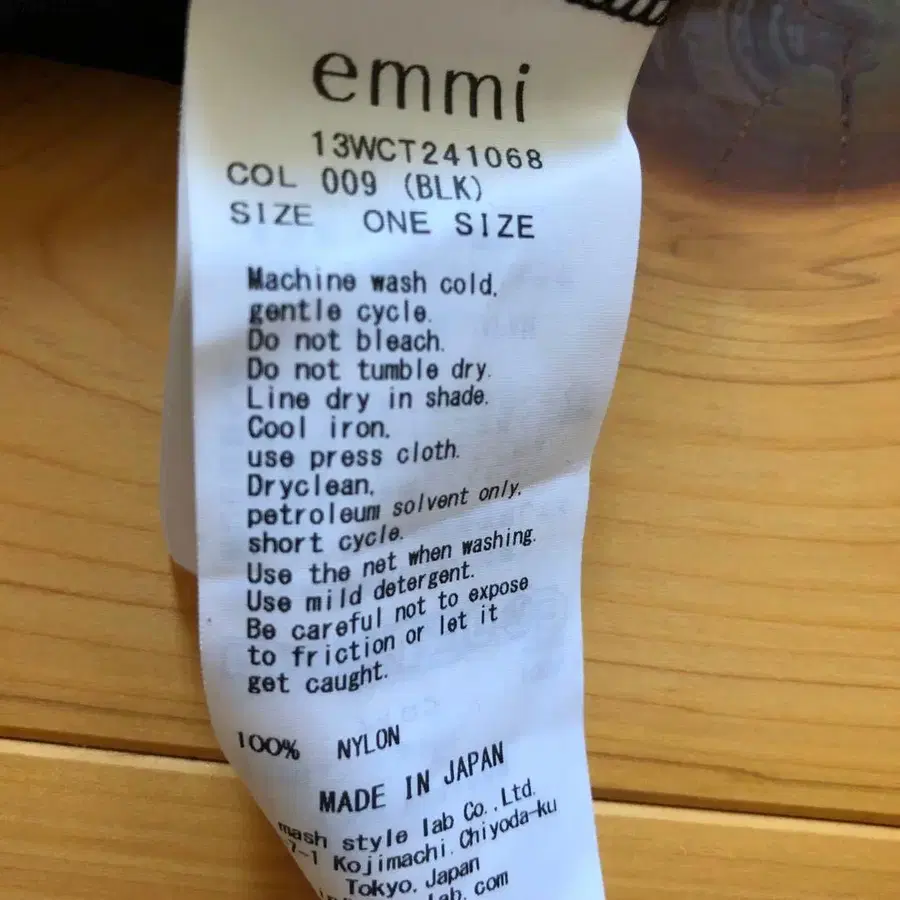 emmi
13WCT241068
COL 009 (BLK)
SIZE ONE SIZE
Machine wash cold,
gentle cycle.
Do not bleach.
Do not tumble dry.
Line dry in shade.
Cool iron,
use press cloth.
Dryclean,
petroleum solvent only,
short cycle.
Use the net when washing.
Use mild detergent.
Be careful not to expose
to friction or let it
get caught.
100% NYLON
MADE IN JAPAN
mash style lab Co.,Ltd.
7-1 Kojimachi,Chiyoda-ku
Tokyo,Japan
lab.com